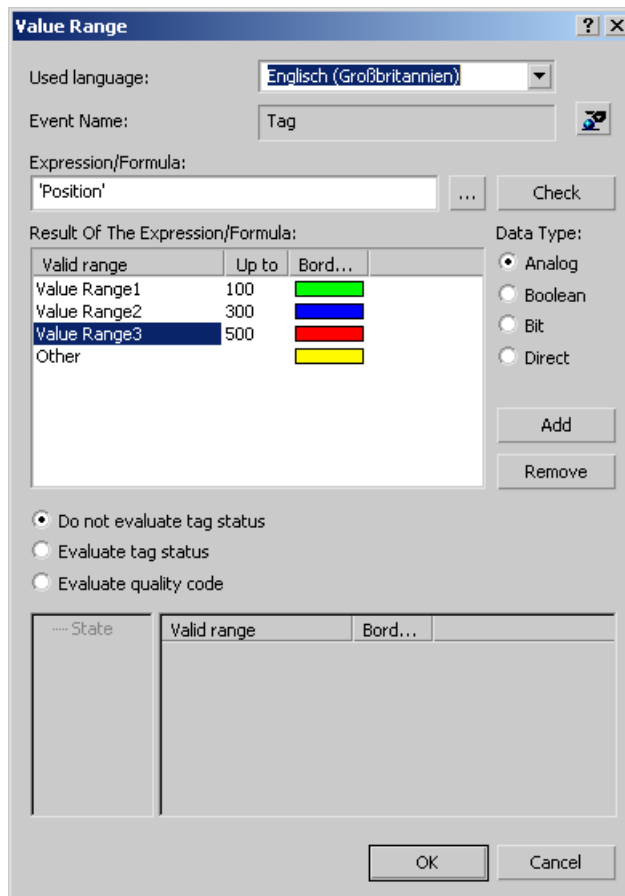 Value Range
Used language: Englisch (Großbritannien)
Event Name: Tag
Expression/Formula:
'Position' ... Check
Result Of The Expression/Formula: Data Type:
Valid range Up to Bord...
Analog
Value Range1 100
Boolean
Value Range2 300
Bit
Value Range3 500
Direct
Other
Add
Remove
Do not evaluate tag status
Evaluate tag status
Evaluate quality code
State Valid range Bord...
OK Cancel